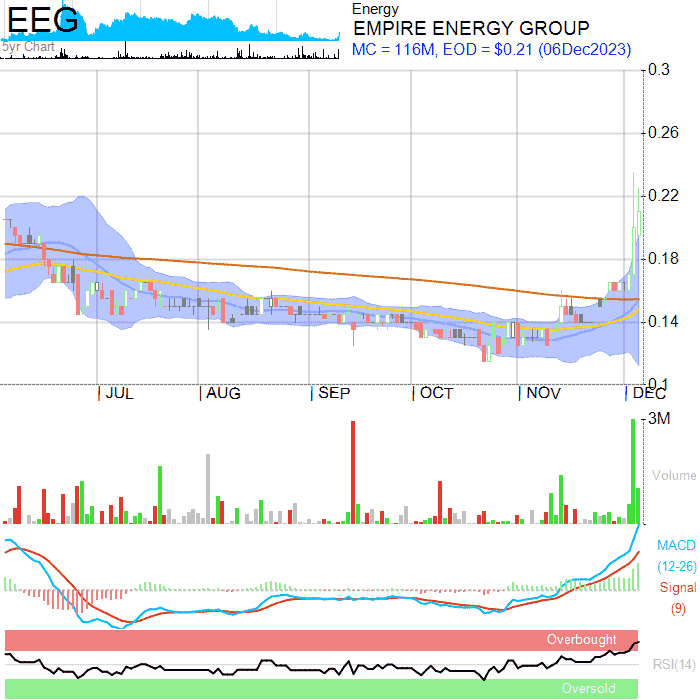 EEG
5yr Chart
Energy
EMPIRE ENERGY GROUP
MC = 116M, EOD = $0.21 (06Dec2023)
0.3
0.26
0.22
0.18
0.14
0.1
JUL AUG SEP OCT NOV DEC
3M
Volume
MACD
(12-26)
Signal
(9)
Overbought
RSI(14)
Oversold